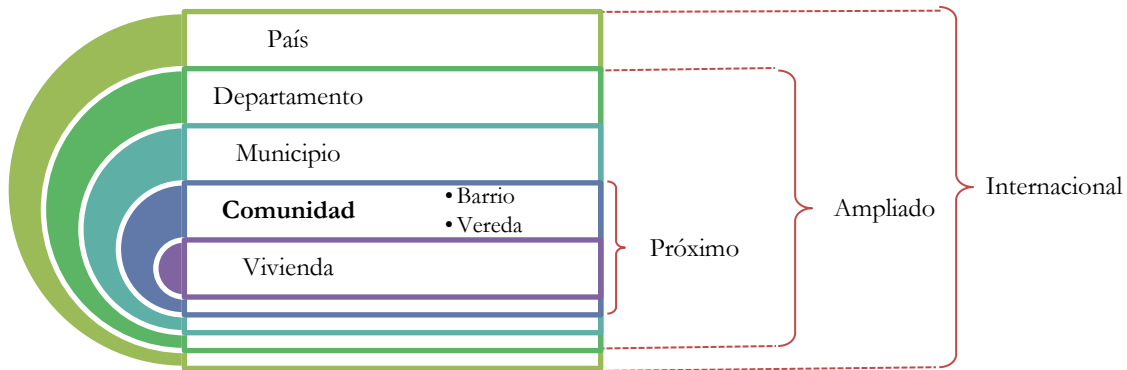 País
Departamento
Municipio
Comunidad
• Barrio
• Vereda
Vivienda
Próximo
Ampliado
Internacional